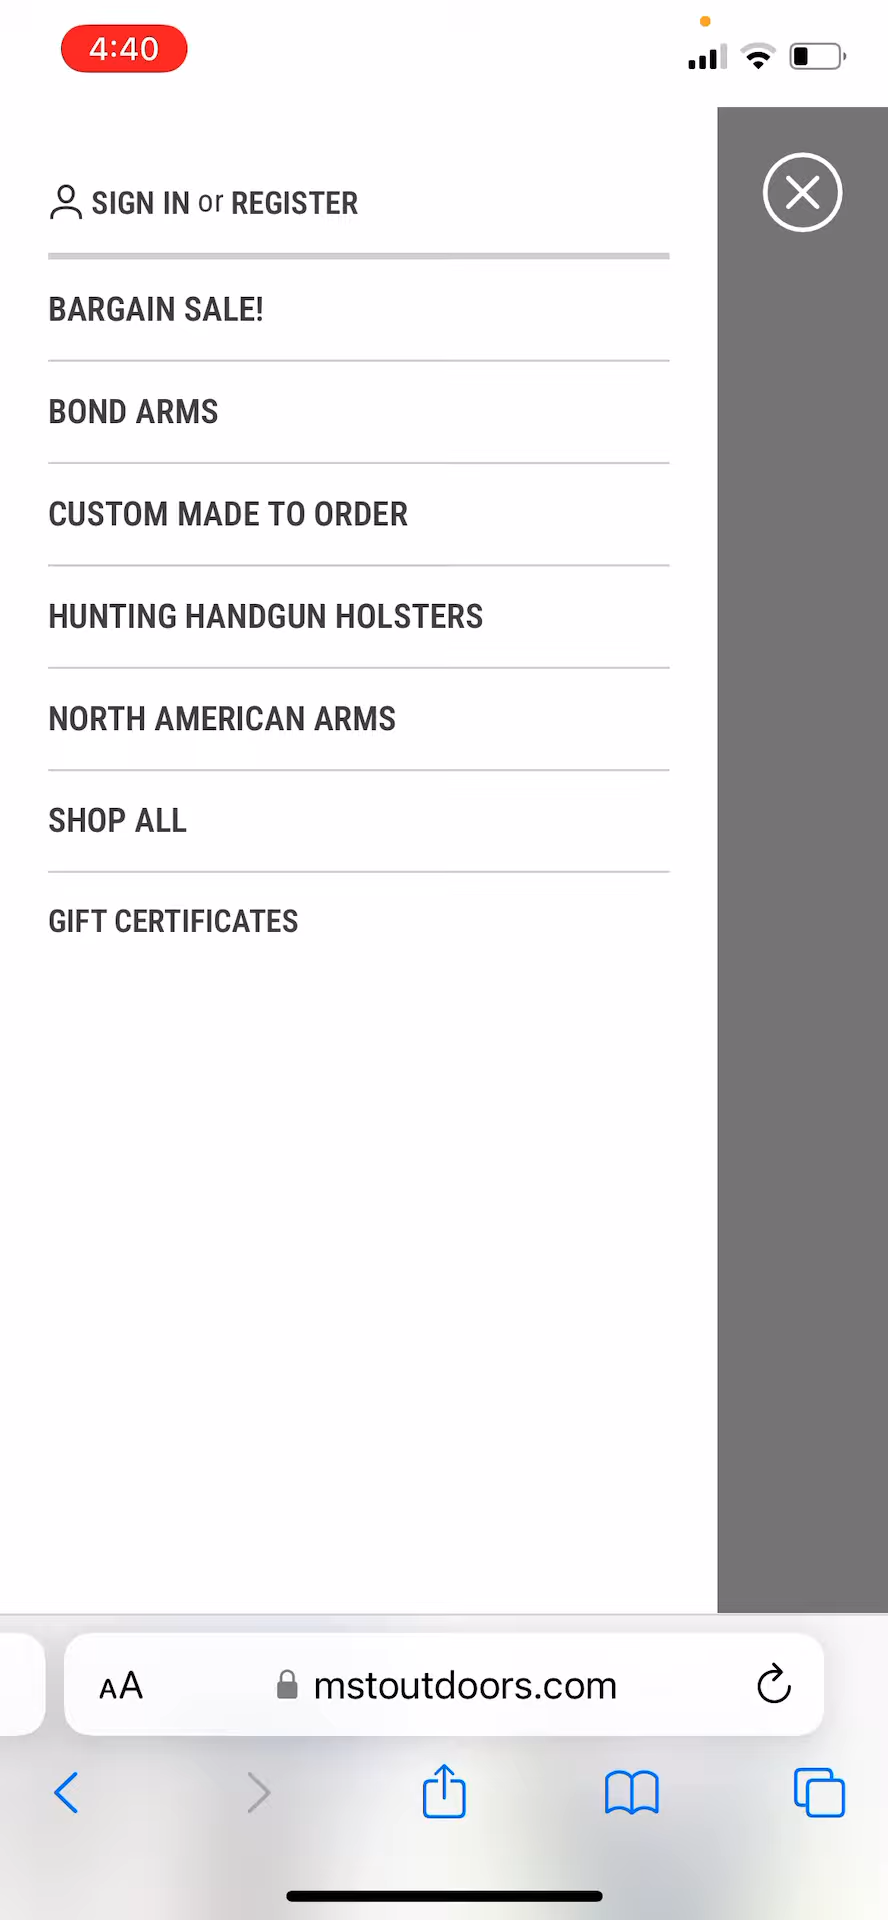 4:40
SIGN IN or REGISTER
BARGAIN SALE!
BOND ARMS
CUSTOM MADE TO ORDER
HUNTING HANDGUN HOLSTERS
NORTH AMERICAN ARMS
SHOP ALL
GIFT CERTIFICATES
AA mstoutdoors.com